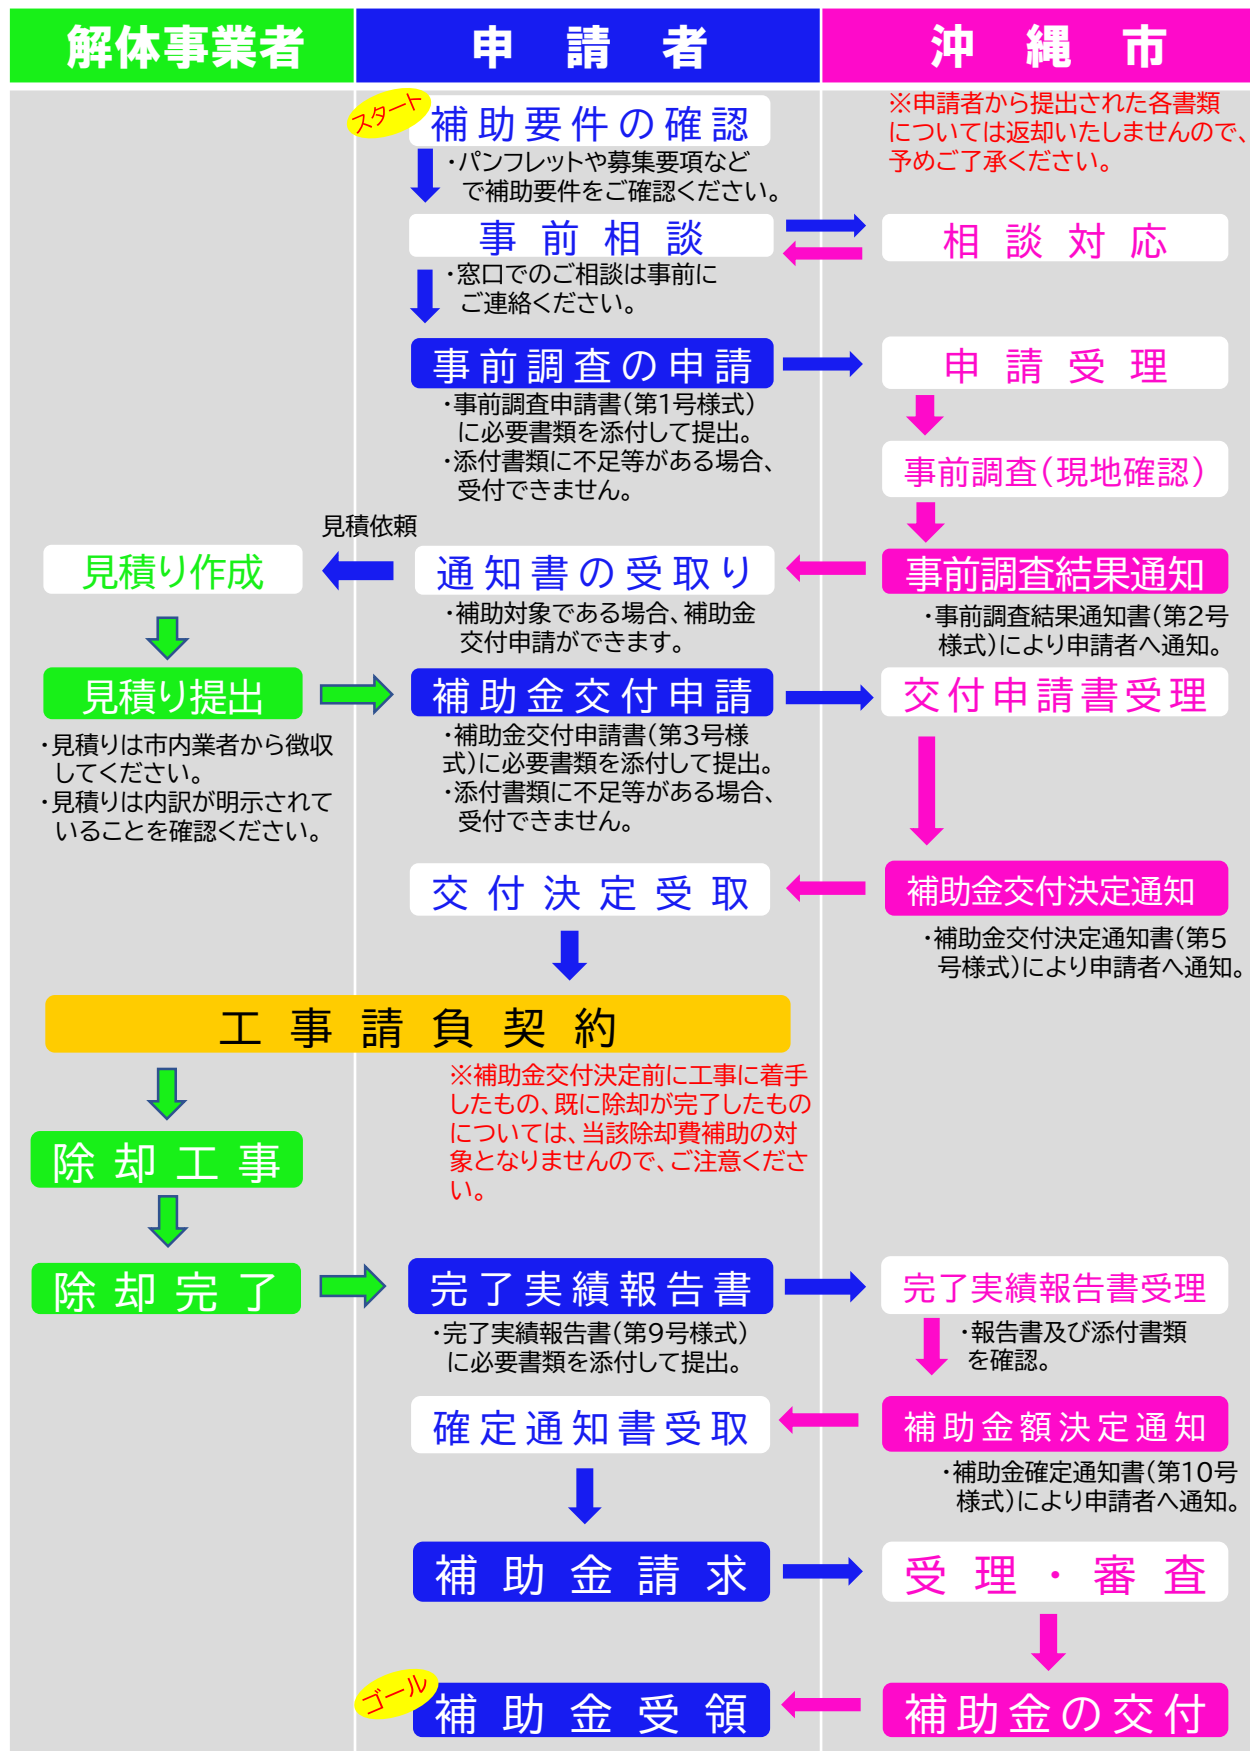 解体事業者
申請者
沖縄市
スタート
補助要件の確認
※申請者から提出された各書類
については返却いたしませんので、
予めご了承ください。
・パンフレットや募集要項など
で補助要件をご確認ください。
事前相談
相談対応
・窓口でのご相談は事前に
ご連絡ください。
事前調査の申請
申請受理
・事前調査申請書(第1号様式)
に必要書類を添付して提出。
・添付書類に不足等がある場合、
受付できません。
事前調査(現地確認)
見積依頼
見積り作成
通知書の受取り
事前調査結果通知
・補助対象である場合、補助金
交付申請ができます。
・事前調査結果通知書(第2号
様式)により申請者へ通知。
見積り提出
補助金交付申請
交付申請書受理
・見積りは市内業者から徴収
してください。
・見積りは内訳が明示されて
いることを確認ください。
・補助金交付申請書(第3号様
式)に必要書類を添付して提出。
・添付書類に不足等がある場合、
受付できません。
交付決定受取
補助金交付決定通知
・補助金交付決定通知書(第5
号様式)により申請者へ通知。
工事請負契約
※補助金交付決定前に工事に着手
したもの、既に除却が完了したもの
については、当該除却費補助の対
象となりませんので、ご注意くださ
い。
除却工事
除却完了
完了実績報告書
完了実績報告書受理
・完了実績報告書(第9号様式)
に必要書類を添付して提出。
・報告書及び添付書類
を確認。
確定通知書受取
補助金額決定通知
・補助金確定通知書(第10号
様式)により申請者へ通知。
補助金請求
受理・審査
ゴール
補助金受領
補助金の交付